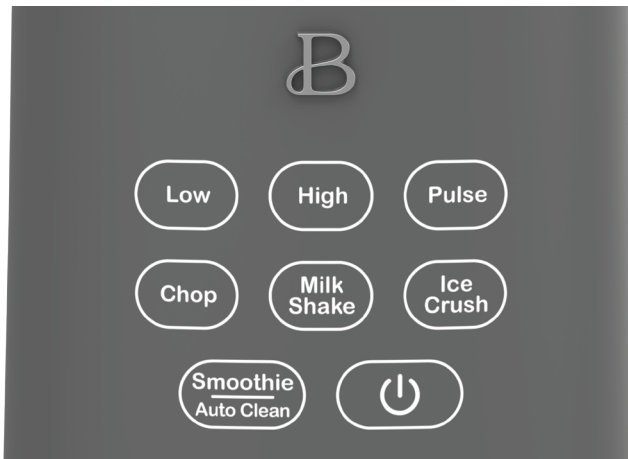 B
Low
High
Pulse
Chop
Milk
Shake
Ice
Crush
Smoothie
Auto Clean